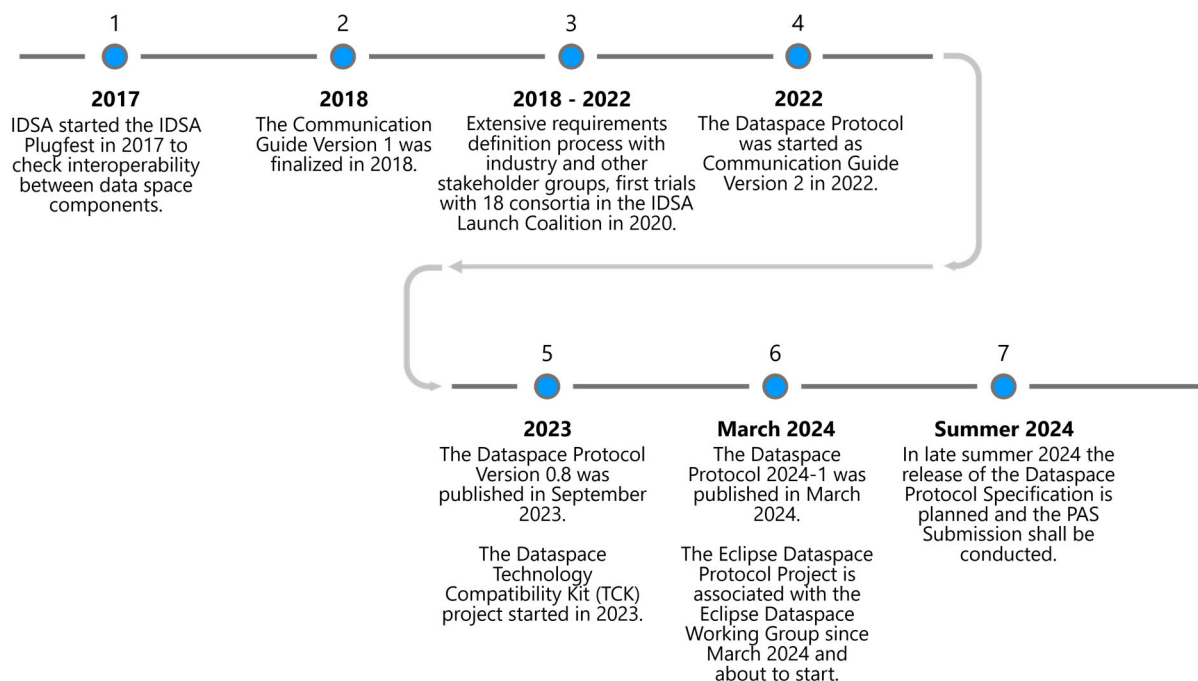 1
2017
IDSA started the IDSA
Plugfest in 2017 to
check interoperability
between data space
components.
2
2018
The Communication
Guide Version 1 was
finalized in 2018.
3
2018 - 2022
Extensive requirements
definition process with
industry and other
stakeholder groups, first trials
with 18 consortia in the IDSA
Launch Coalition in 2020.
4
2022
The Dataspace Protocol
was started as
Communication Guide
Version 2 in 2022.
5
2023
The Dataspace Protocol
Version 0.8 was
published in September
2023.
The Dataspace
Technology
Compatibility Kit (TCK)
project started in 2023.
6
March 2024
The Dataspace
Protocol 2024-1 was
published in March
2024.
The Eclipse Dataspace
Protocol Project is
associated with the
Eclipse Dataspace
Working Group since
March 2024 and
about to start.
7
Summer 2024
In late summer 2024 the
release of the Dataspace
Protocol Specification is
planned and the PAS
Submission shall be
conducted.